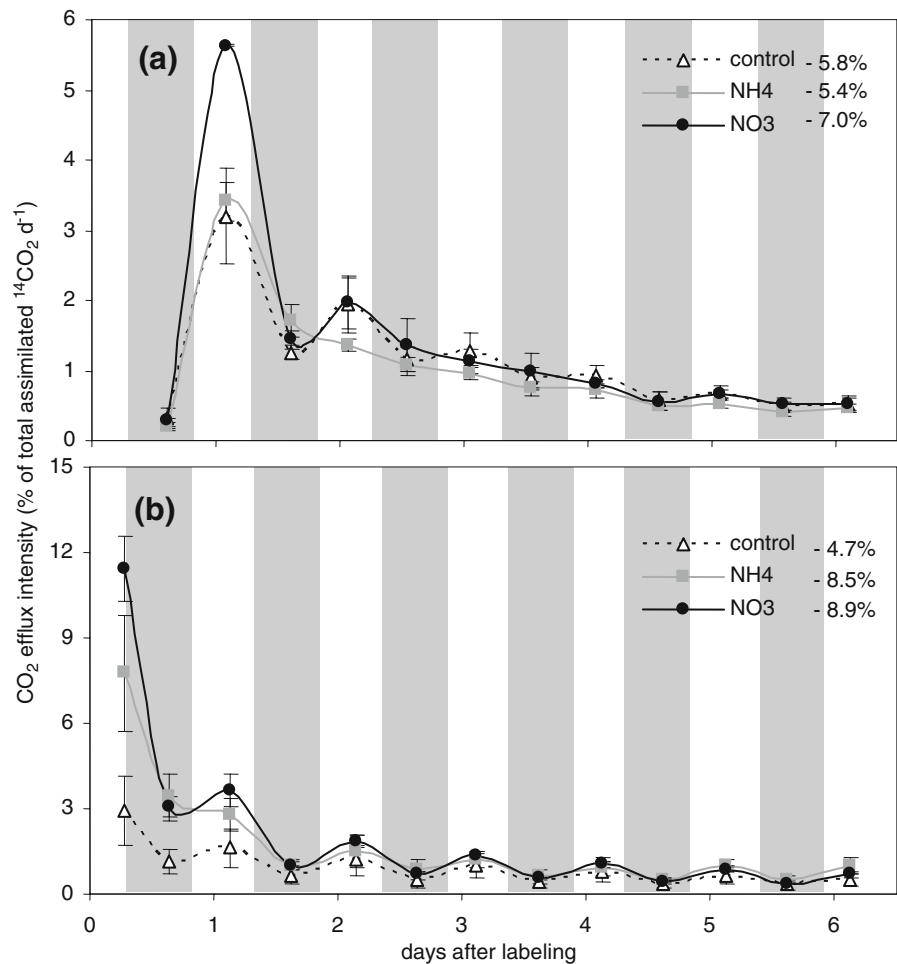 CO₂ efflux intensity (% of total assimilated ¹⁴CO₂ d⁻¹)
6
5
4
3
2
1
0
(a)
control - 5.8%
NH4 - 5.4%
NO3 - 7.0%
15
12
9
6
3
0
(b)
control - 4.7%
NH4 - 8.5%
NO3 - 8.9%
0 1 2 3 4 5 6
days after labeling